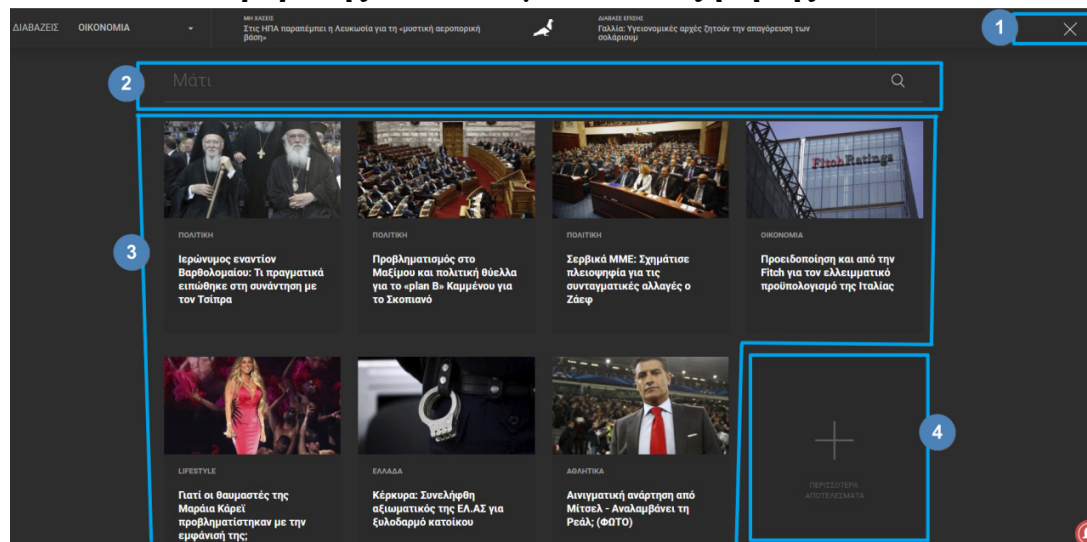 ΔΙΑΒΑΖΕΙΣ ΟΙΚΟΝΟΜΙΑ
ΜΗ ΧΑΣΕΙΣ
Στις ΗΠΑ παραπέμπει η Λευκωσία για τη «μυστική αεροπορική
βάση»
ΔΙΑΒΑΣΕ ΕΠΙΣΗΣ
Γαλλία: Υγειονομικές αρχές ζητούν την απαγόρευση των
σολάριουμ
1
2
Μάτι
3
FitchRatings
ΠΟΛΙΤΙΚΗ
Ιερώνυμος εναντίον
Βαρθολομαίου: Τι πραγματικά
ειπώθηκε στη συνάντηση με
τον Τσίπρα
ΠΟΛΙΤΙΚΗ
Προβληματισμός στο
Μαξίμου και πολιτική θύελλα
για το «plan B» Καμμένου για
το Σκοπιανό
ΠΟΛΙΤΙΚΗ
Σερβικά ΜΜΕ: Σχημάτισε
πλειοψηφία για τις
συνταγματικές αλλαγές ο
Ζάεφ
ΟΙΚΟΝΟΜΙΑ
Προειδοποίηση και από την
Fitch για τον ελλειμματικό
προϋπολογισμό της Ιταλίας
LIFESTYLE
Γιατί οι θαυμαστές της
Μαράια Κάρεϊ
προβληματίστηκαν με την
εμφάνισή της;
ΕΛΛΑΔΑ
Κέρκυρα: Συνελήφθη
αξιωματικός της ΕΛ.ΑΣ για
ξυλοδαρμό κατοίκου
ΑΘΛΗΤΙΚΑ
Αινιγματική ανάρτηση από
Μίτσελ - Αναλαμβάνει τη
Ρεάλ; (ΦΩΤΟ)
4
ΠΕΡΙΣΣΟΤΕΡΑ
ΑΠΟΤΕΛΕΣΜΑΤΑ